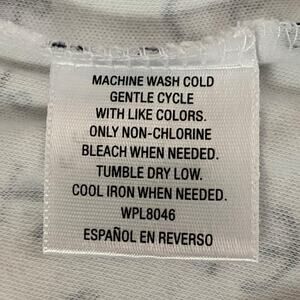 MACHINE WASH COLD
GENTLE CYCLE
WITH LIKE COLORS.
ONLY NON-CHLORINE
BLEACH WHEN NEEDED.
TUMBLE DRY LOW.
COOL IRON WHEN NEEDED.
WPL8046
ESPAÑOL EN REVERSO